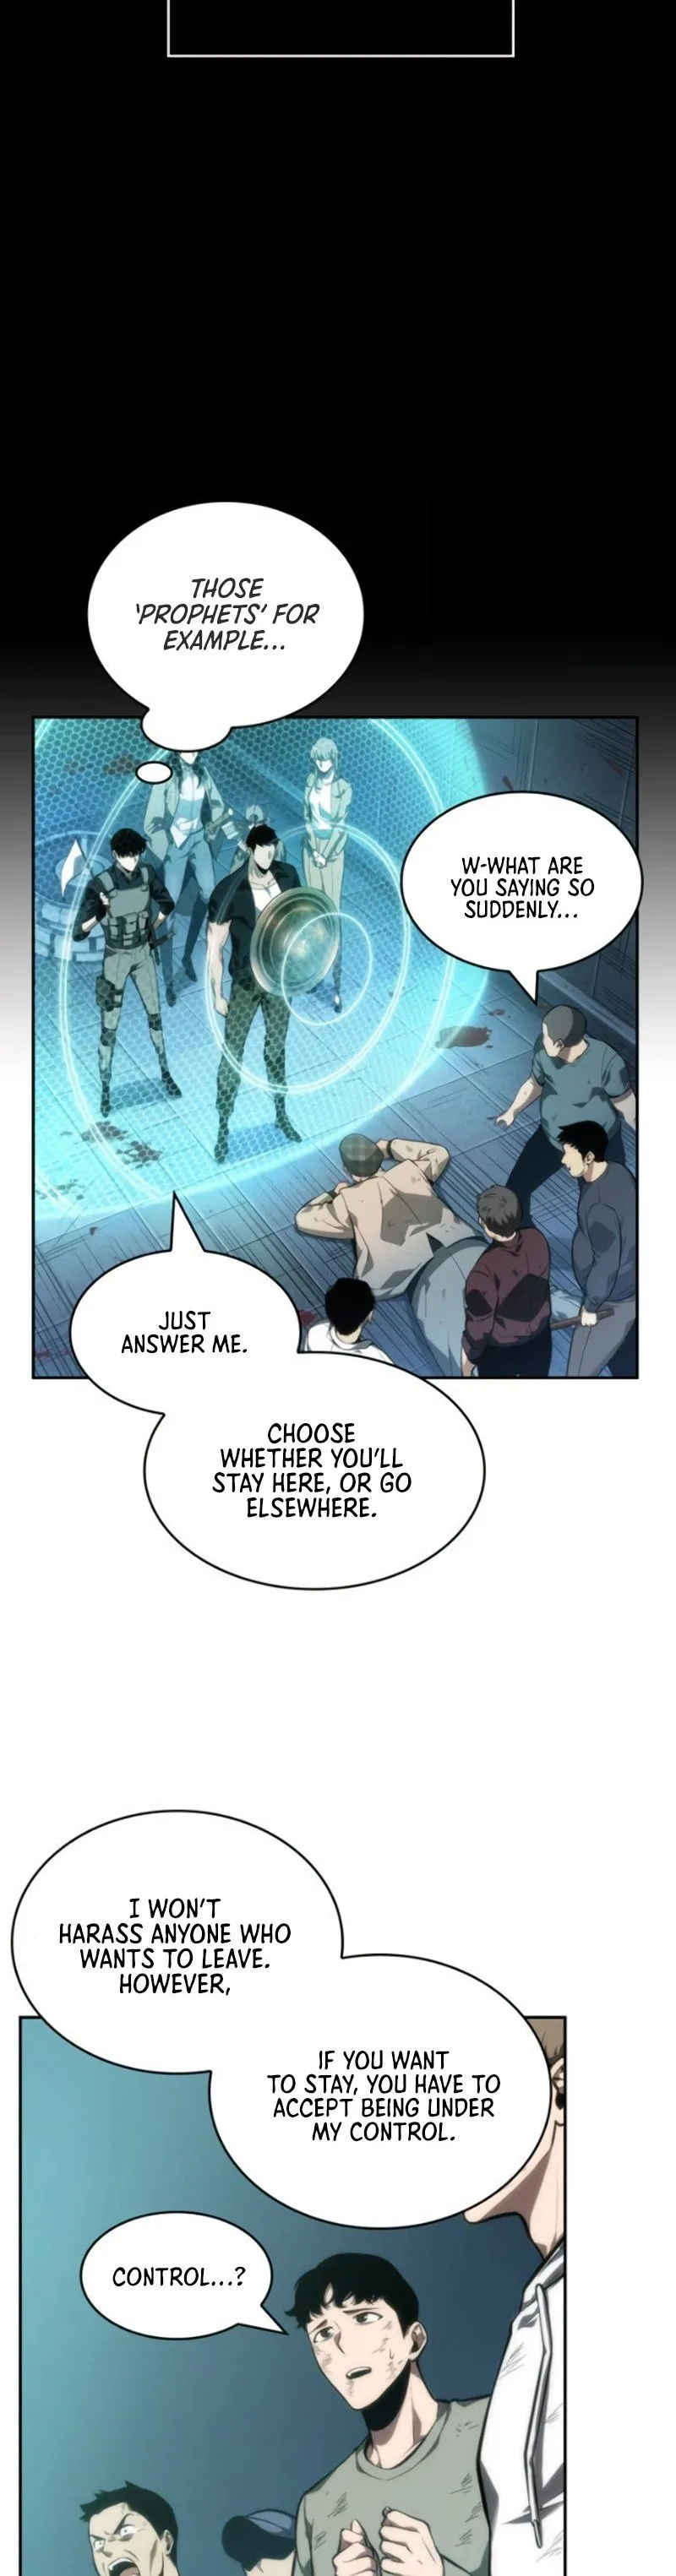 THOSE
'PROPHETS' FOR
EXAMPLE...
W-WHAT ARE
YOU SAYING SO
SUDDENLY...
JUST
ANSWER ME.
CHOOSE
WHETHER YOU'LL
STAY HERE, OR GO
ELSEWHERE.
I WON'T
HARASS ANYONE WHO
WANTS TO LEAVE.
HOWEVER,
IF YOU WANT
TO STAY, YOU HAVE TO
ACCEPT BEING UNDER
MY CONTROL.
CONTROL...?